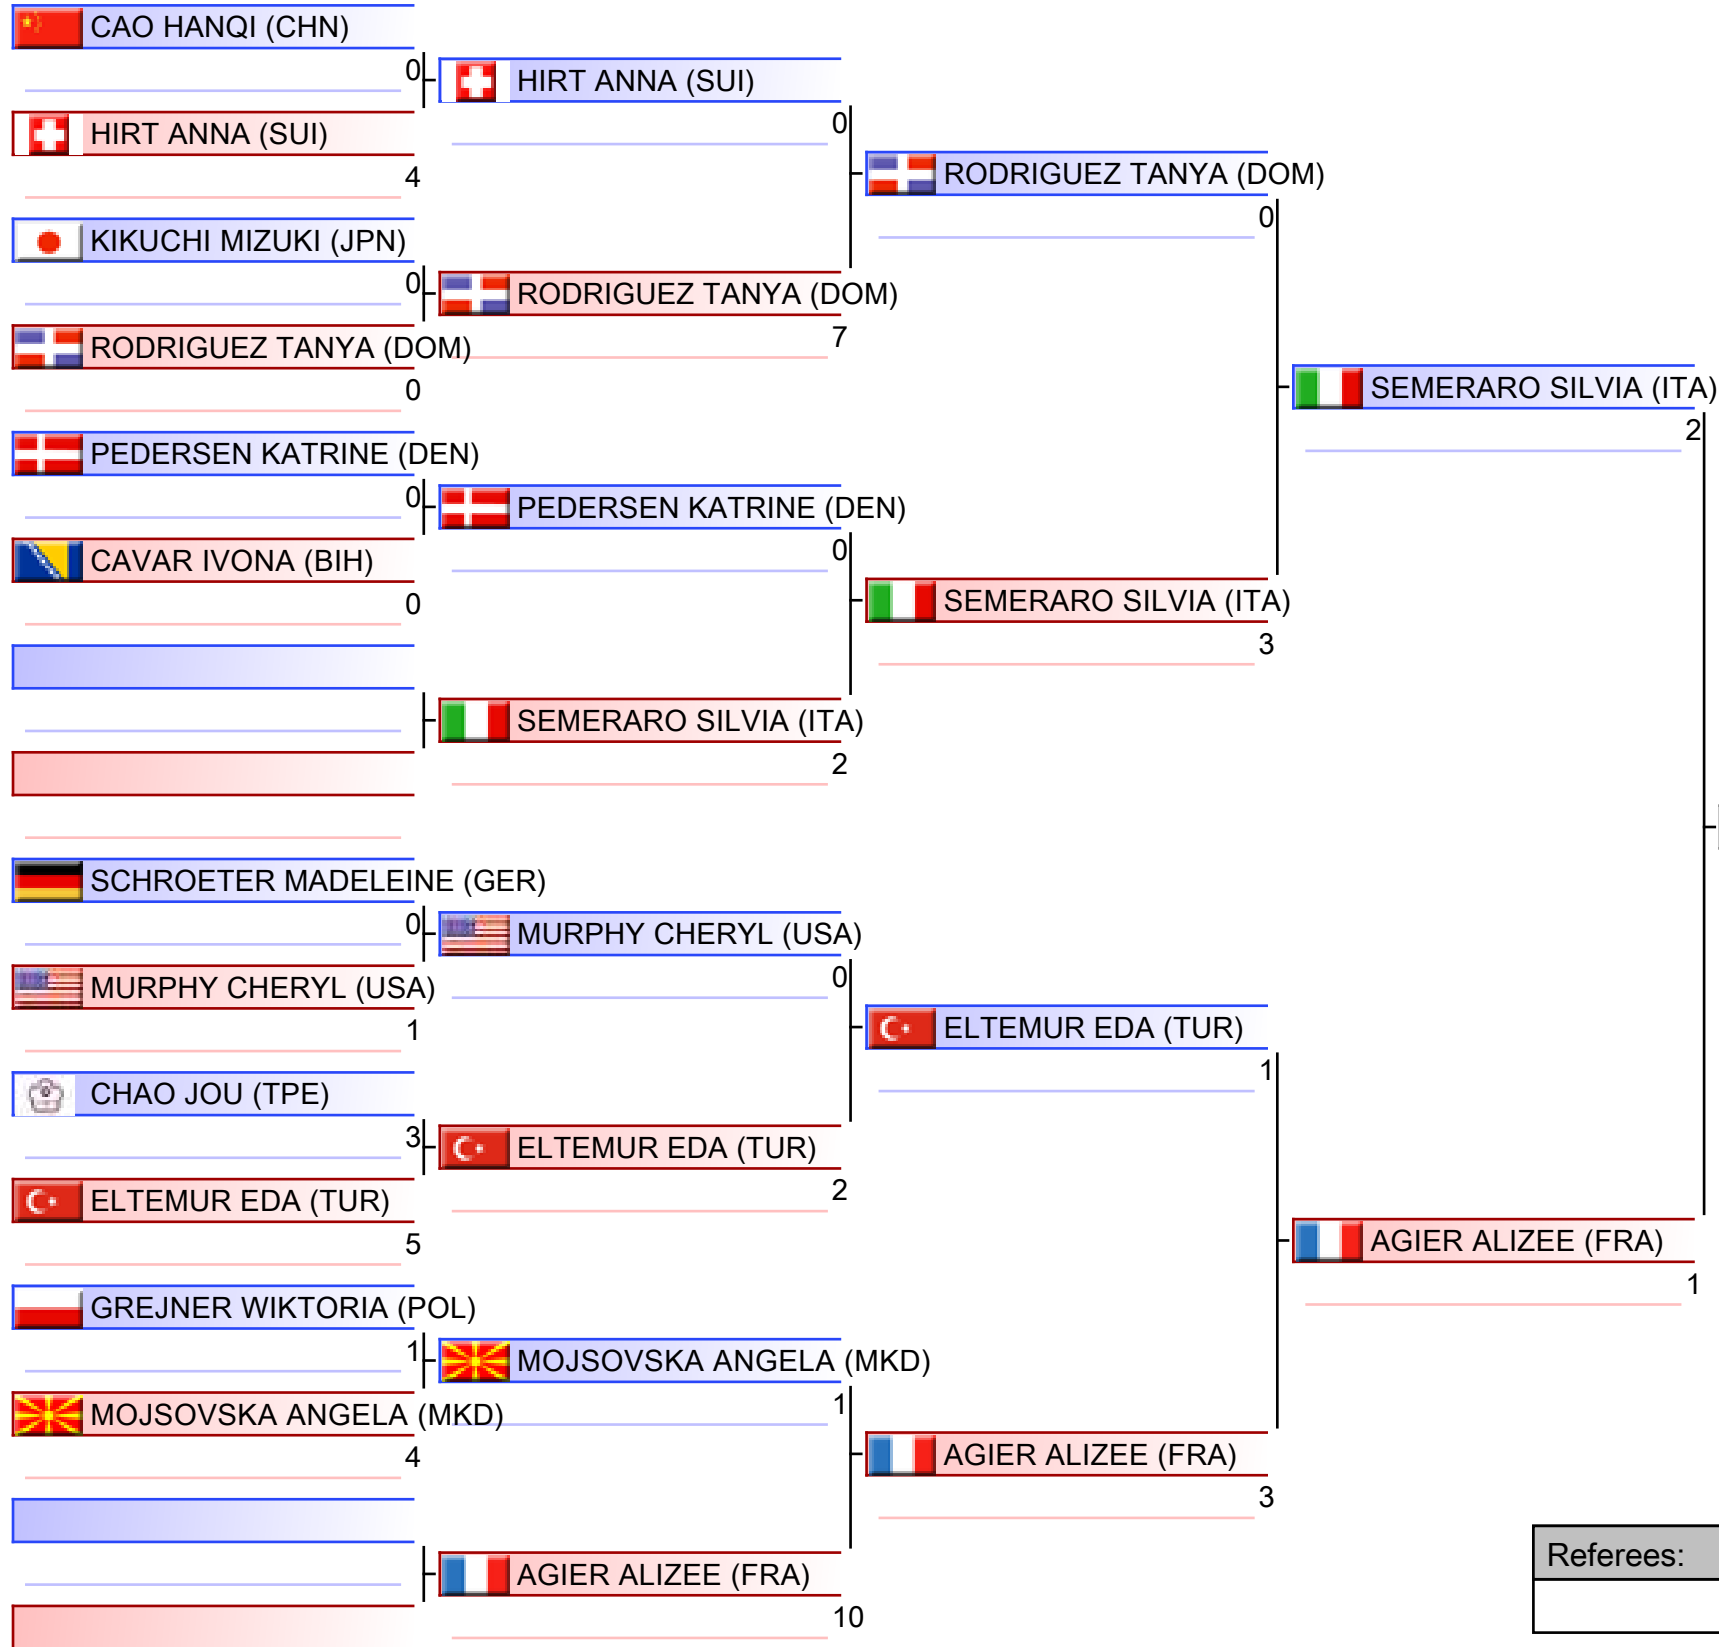 CAO HANQI (CHN)
0
HIRT ANNA (SUI)
4
KIKUCHI MIZUKI (JPN)
0
RODRIGUEZ TANYA (DOM)
0
PEDERSEN KATRINE (DEN)
0
CAVAR IVONA (BIH)
0
SCHROETER MADELEINE (GER)
0
MURPHY CHERYL (USA)
1
CHAO JOU (TPE)
3
ELTEMUR EDA (TUR)
5
GREJNER WIKTORIA (POL)
1
MOJSOVSKA ANGELA (MKD)
4
HIRT ANNA (SUI)
0
RODRIGUEZ TANYA (DOM)
7
PEDERSEN KATRINE (DEN)
0
SEMERARO SILVIA (ITA)
2
MURPHY CHERYL (USA)
0
ELTEMUR EDA (TUR)
2
MOJSOVSKA ANGELA (MKD)
1
AGIER ALIZEE (FRA)
10
RODRIGUEZ TANYA (DOM)
0
SEMERARO SILVIA (ITA)
3
ELTEMUR EDA (TUR)
1
AGIER ALIZEE (FRA)
3
SEMERARO SILVIA (ITA)
2
AGIER ALIZEE (FRA)
1
Referees: